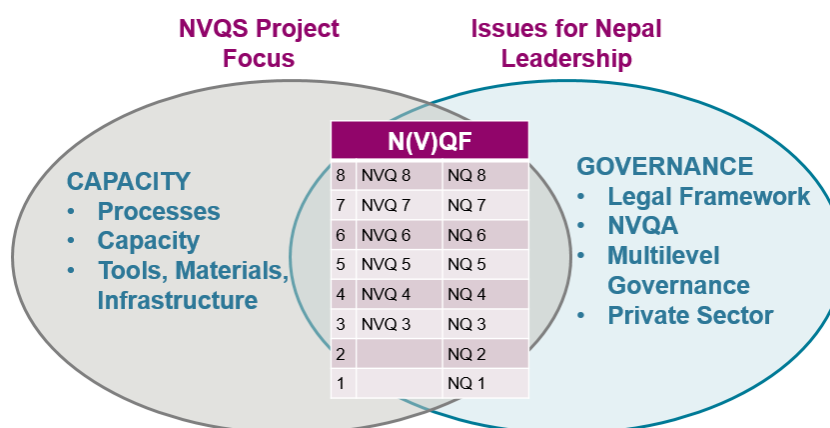 NVQS Project
Focus
Issues for Nepal
Leadership
CAPACITY
• Processes
• Capacity
• Tools, Materials,
Infrastructure
N(V)QF
8 NVQ 8 NQ 8
7 NVQ 7 NQ 7
6 NVQ 6 NQ 6
5 NVQ 5 NQ 5
4 NVQ 4 NQ 4
3 NVQ 3 NQ 3
2 NQ 2
1 NQ 1
GOVERNANCE
• Legal Framework
• NVQA
• Multilevel
Governance
• Private Sector